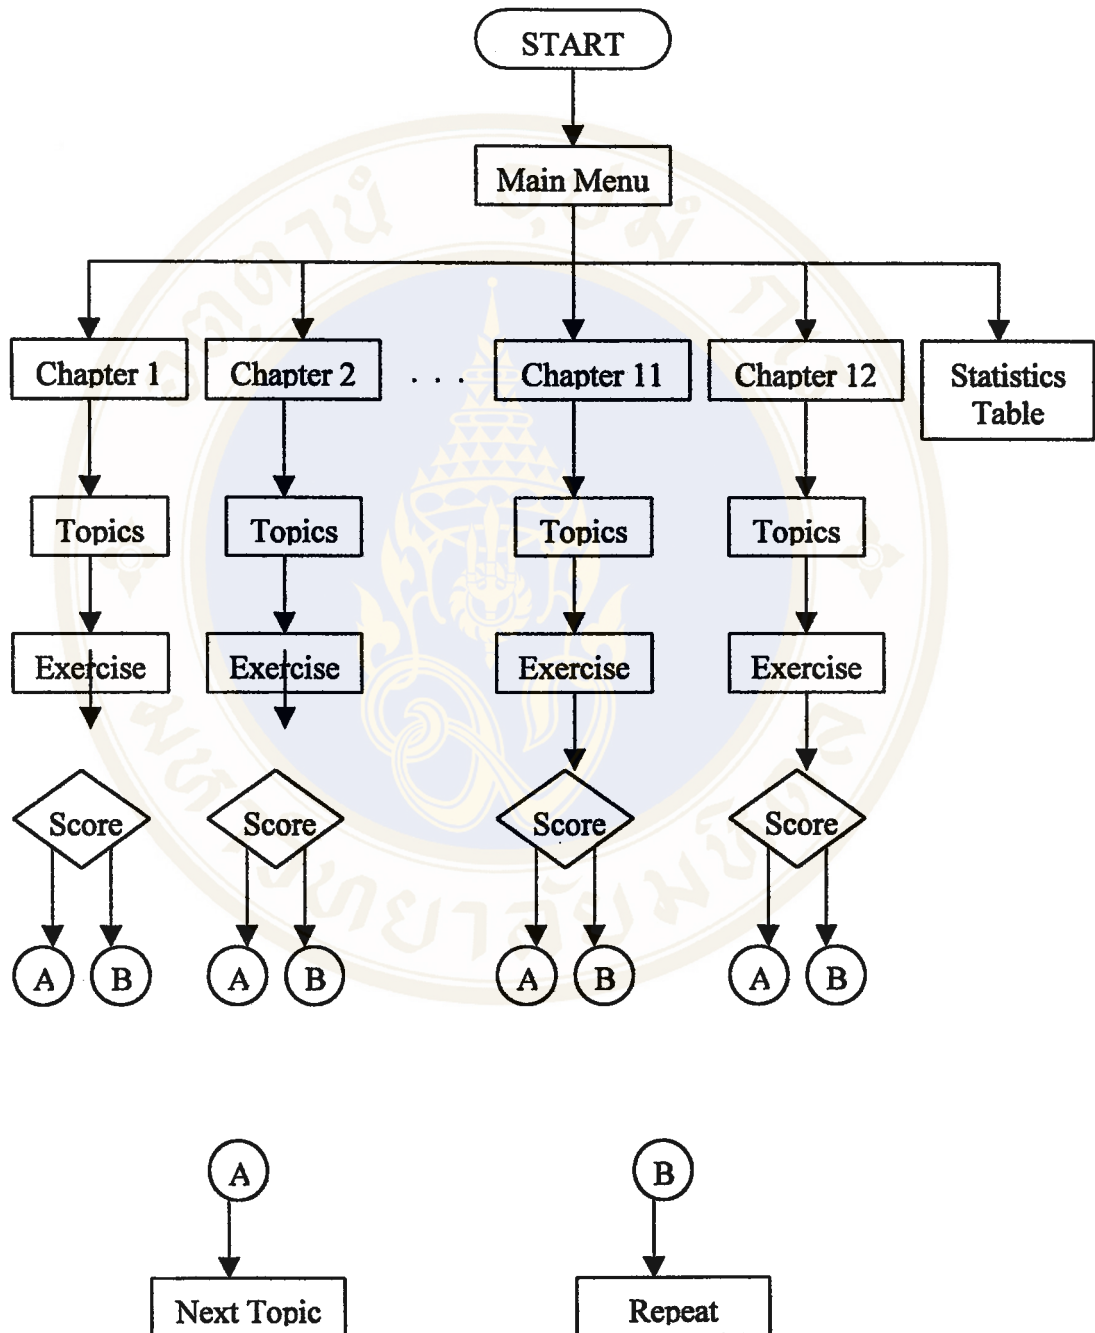 START
Main Menu
Chapter 1 Chapter 2 . . . Chapter 11 Chapter 12 Statistics
Table
Topics Topics Topics Topics
Exercise Exercise Exercise Exercise
Score Score Score Score
A B A B A B A B
A B
Next Topic Repeat